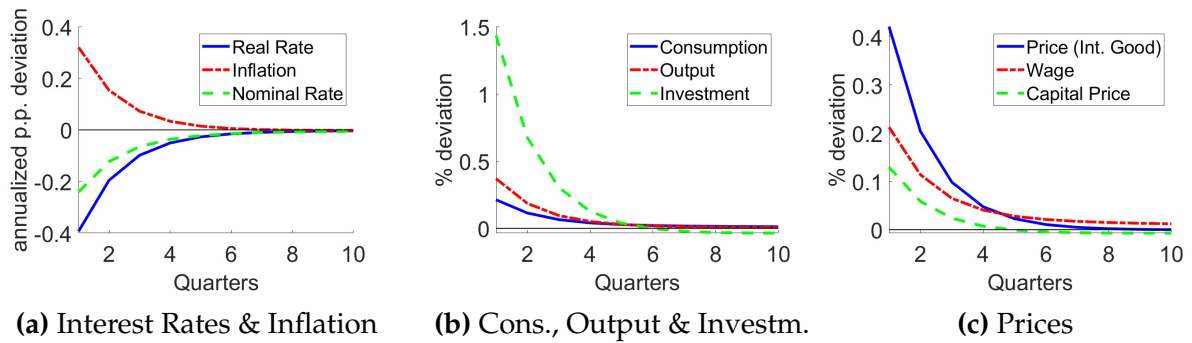 annualized p.p. deviation
0.4
0.2
0
-0.2
-0.4
Real Rate
Inflation
Nominal Rate
2 4 6 8 10
Quarters
(a) Interest Rates & Inflation
% deviation
1.5
1
0.5
0
Consumption
Output
Investment
2 4 6 8 10
Quarters
(b) Cons., Output & Investm.
% deviation
0.4
0.3
0.2
0.1
0
Price (Int. Good)
Wage
Capital Price
2 4 6 8 10
Quarters
(c) Prices